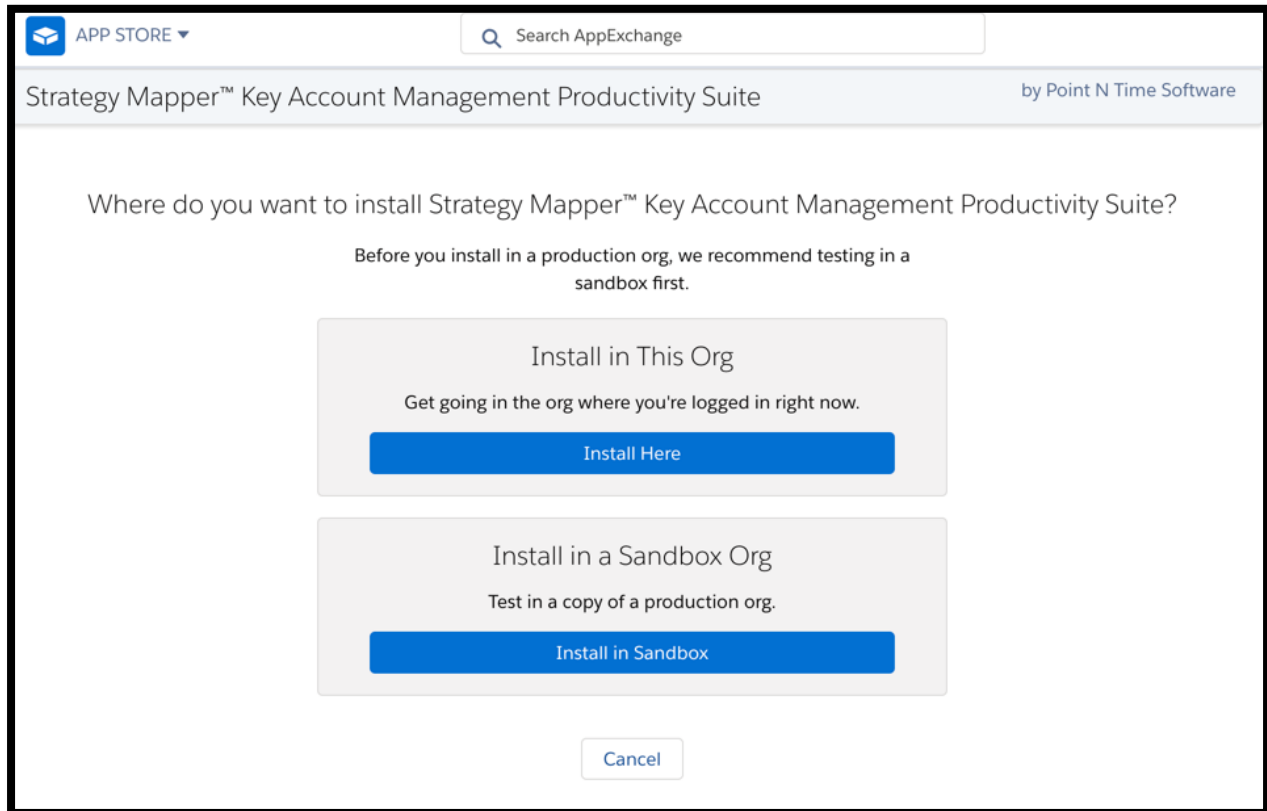 APP STORE
Search AppExchange
Strategy Mapper™ Key Account Management Productivity Suite
by Point N Time Software
Where do you want to install Strategy Mapper™ Key Account Management Productivity Suite?
Before you install in a production org, we recommend testing in a
sandbox first.
Install in This Org
Get going in the org where you're logged in right now.
Install Here
Install in a Sandbox Org
Test in a copy of a production org.
Install in Sandbox
Cancel